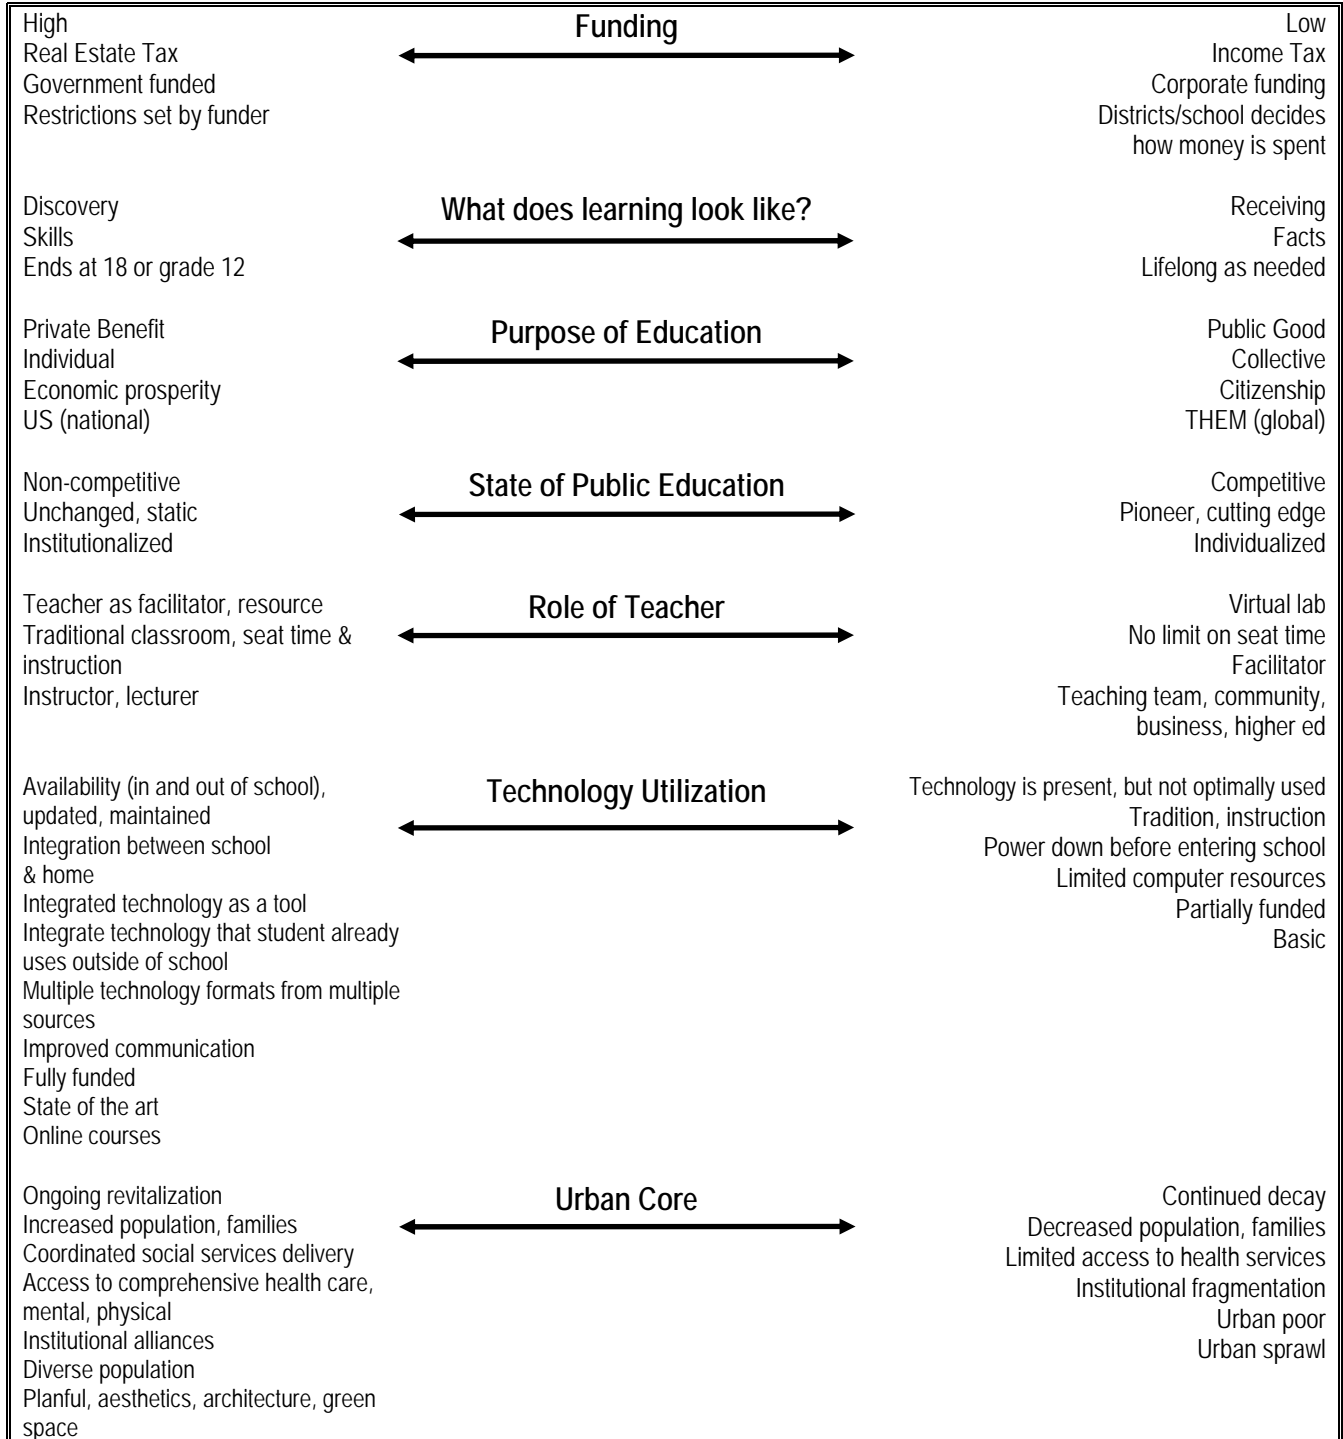 Funding
High
Real Estate Tax
Government funded
Restrictions set by funder
Low
Income Tax
Corporate funding
Districts/school decides
how money is spent
What does learning look like?
Discovery
Skills
Ends at 18 or grade 12
Receiving
Facts
Lifelong as needed
Purpose of Education
Private Benefit
Individual
Economic prosperity
US (national)
Public Good
Collective
Citizenship
THEM (global)
State of Public Education
Non-competitive
Unchanged, static
Institutionalized
Competitive
Pioneer, cutting edge
Individualized
Role of Teacher
Teacher as facilitator, resource
Traditional classroom, seat time &
instruction
Instructor, lecturer
Virtual lab
No limit on seat time
Facilitator
Teaching team, community,
business, higher ed
Technology Utilization
Availability (in and out of school),
updated, maintained
Integration between school
& home
Integrated technology as a tool
Integrate technology that student already
uses outside of school
Multiple technology formats from multiple
sources
Improved communication
Fully funded
State of the art
Online courses
Technology is present, but not optimally used
Tradition, instruction
Power down before entering school
Limited computer resources
Partially funded
Basic
Urban Core
Ongoing revitalization
Increased population, families
Coordinated social services delivery
Access to comprehensive health care,
mental, physical
Institutional alliances
Diverse population
Planful, aesthetics, architecture, green
space
Continued decay
Decreased population, families
Limited access to health services
Institutional fragmentation
Urban poor
Urban sprawl